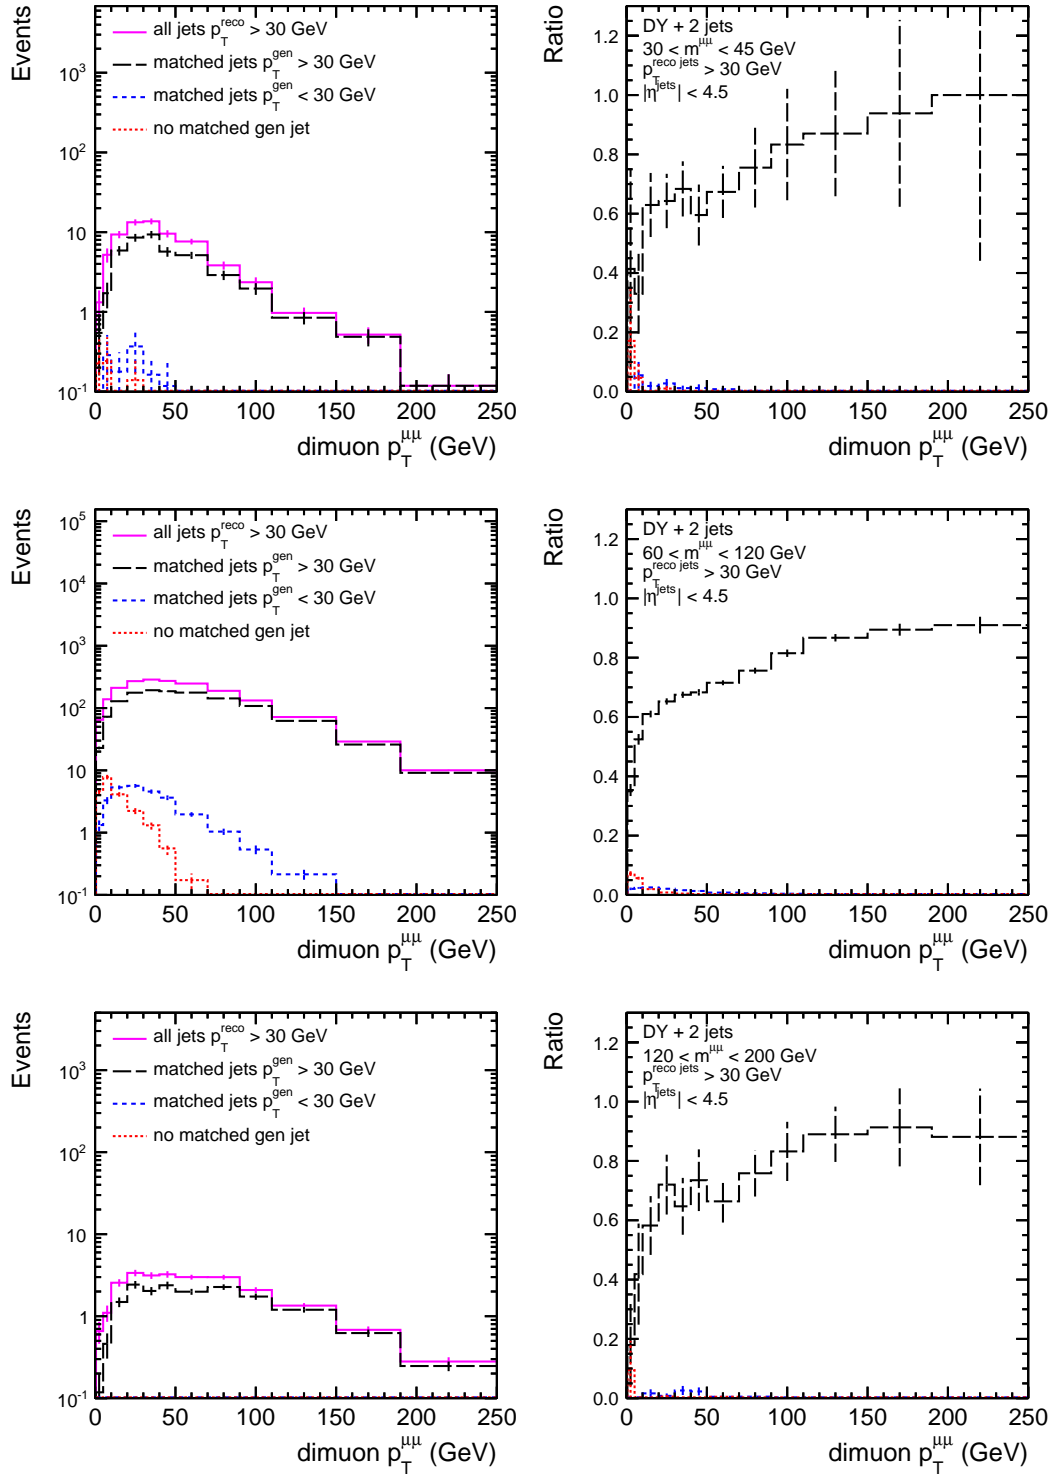 Events
all jets p_T^reco > 30 GeV
matched jets p_T^gen > 30 GeV
matched jets p_T^gen < 30 GeV
no matched gen jet
10^3
10^2
10
1
10^-1
0 50 100 150 200 250
dimuon p_T^μμ (GeV)
Ratio
DY + 2 jets
30 < m^μμ < 45 GeV
p_T^reco jets > 30 GeV
|η^jets| < 4.5
1.2
1.0
0.8
0.6
0.4
0.2
0.0
0 50 100 150 200 250
dimuon p_T^μμ (GeV)
Events
all jets p_T^reco > 30 GeV
matched jets p_T^gen > 30 GeV
matched jets p_T^gen < 30 GeV
no matched gen jet
10^5
10^4
10^3
10^2
10
1
10^-1
0 50 100 150 200 250
dimuon p_T^μμ (GeV)
Ratio
DY + 2 jets
60 < m^μμ < 120 GeV
p_T^reco jets > 30 GeV
|η^jets| < 4.5
1.2
1.0
0.8
0.6
0.4
0.2
0.0
0 50 100 150 200 250
dimuon p_T^μμ (GeV)
Events
all jets p_T^reco > 30 GeV
matched jets p_T^gen > 30 GeV
matched jets p_T^gen < 30 GeV
no matched gen jet
10^3
10^2
10
1
10^-1
0 50 100 150 200 250
dimuon p_T^μμ (GeV)
Ratio
DY + 2 jets
120 < m^μμ < 200 GeV
p_T^reco jets > 30 GeV
|η^jets| < 4.5
1.2
1.0
0.8
0.6
0.4
0.2
0.0
0 50 100 150 200 250
dimuon p_T^μμ (GeV)